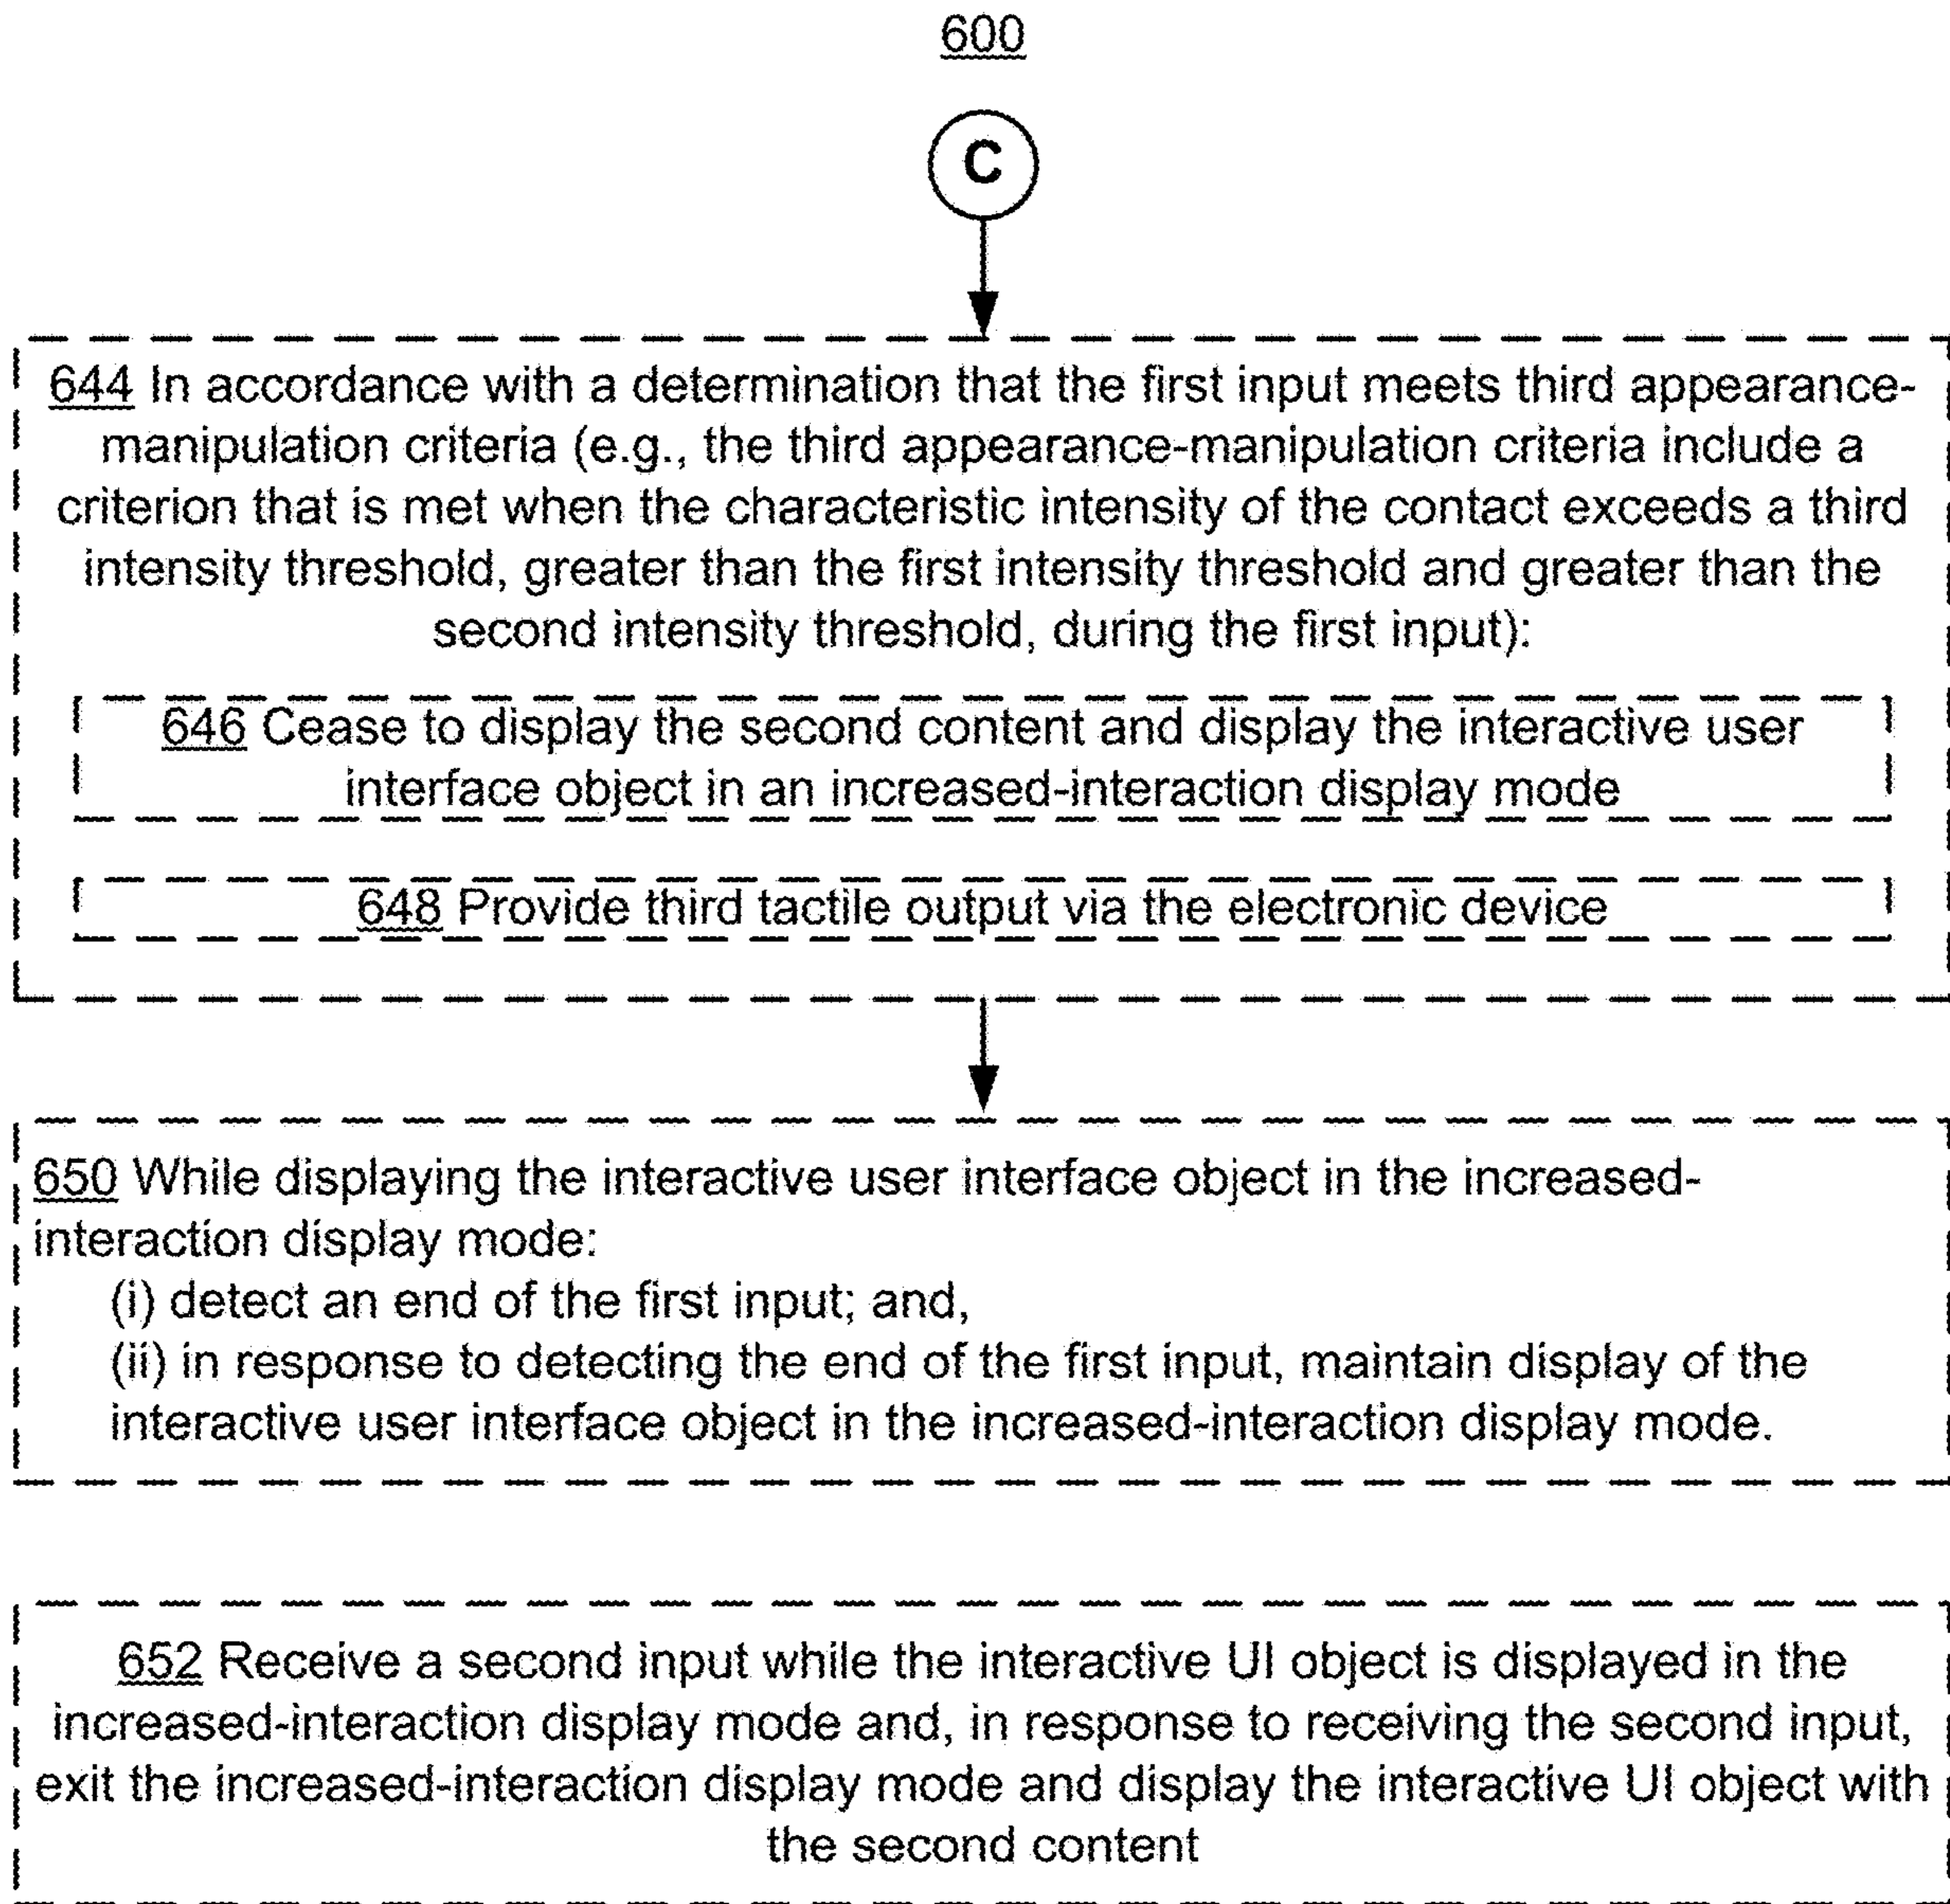 600
C
644 In accordance with a determination that the first input meets third appearance-
manipulation criteria (e.g., the third appearance-manipulation criteria include a
criterion that is met when the characteristic intensity of the contact exceeds a third
intensity threshold, greater than the first intensity threshold and greater than the
second intensity threshold, during the first input):
646 Cease to display the second content and display the interactive user
interface object in an increased-interaction display mode
648 Provide third tactile output via the electronic device
650 While displaying the interactive user interface object in the increased-
interaction display mode:
(i) detect an end of the first input; and,
(ii) in response to detecting the end of the first input, maintain display of the
interactive user interface object in the increased-interaction display mode.
652 Receive a second input while the interactive UI object is displayed in the
increased-interaction display mode and, in response to receiving the second input,
exit the increased-interaction display mode and display the interactive UI object with
the second content